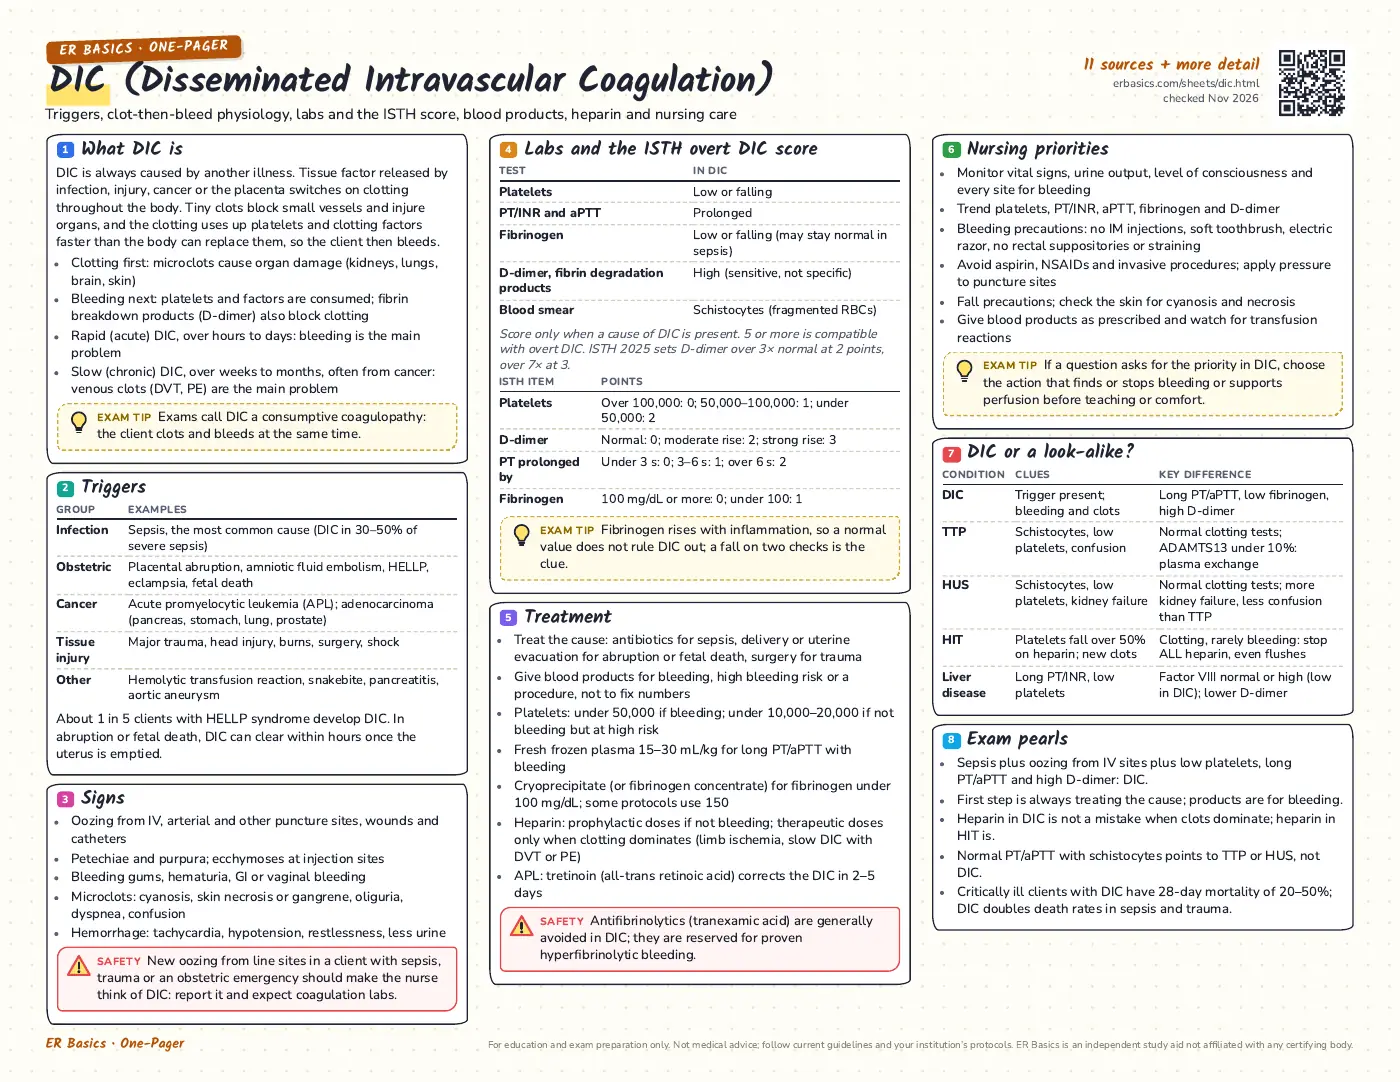 ER BASICS · ONE-PAGER
DIC (Disseminated Intravascular Coagulation)
Triggers, clot-then-bleed physiology, labs and the ISTH score, blood products, heparin and nursing care
11 sources + more detail
erbasics.com/sheets/dic.html
checked Nov 2026
1 What DIC is
DIC is always caused by another illness. Tissue factor released by
infection, injury, cancer or the placenta switches on clotting
throughout the body. Tiny clots block small vessels and injure
organs, and the clotting uses up platelets and clotting factors
faster than the body can replace them, so the client then bleeds.
• Clotting first: microclots cause organ damage (kidneys, lungs,
brain, skin)
• Bleeding next: platelets and factors are consumed; fibrin
breakdown products (D-dimer) also block clotting
• Rapid (acute) DIC, over hours to days: bleeding is the main
problem
• Slow (chronic) DIC, over weeks to months, often from cancer:
venous clots (DVT, PE) are the main problem
EXAM TIP Exams call DIC a consumptive coagulopathy:
the client clots and bleeds at the same time.
2 Triggers
GROUP EXAMPLES
Infection Sepsis, the most common cause (DIC in 30–50% of
severe sepsis)
Obstetric Placental abruption, amniotic fluid embolism, HELLP,
eclampsia, fetal death
Cancer Acute promyelocytic leukemia (APL); adenocarcinoma
(pancreas, stomach, lung, prostate)
Tissue Major trauma, head injury, burns, surgery, shock
injury
Other Hemolytic transfusion reaction, snakebite, pancreatitis,
aortic aneurysm
About 1 in 5 clients with HELLP syndrome develop DIC. In
abruption or fetal death, DIC can clear within hours once the
uterus is emptied.
3 Signs
• Oozing from IV, arterial and other puncture sites, wounds and
catheters
• Petechiae and purpura; ecchymoses at injection sites
• Bleeding gums, hematuria, GI or vaginal bleeding
• Microclots: cyanosis, skin necrosis or gangrene, oliguria,
dyspnea, confusion
• Hemorrhage: tachycardia, hypotension, restlessness, less urine
SAFETY New oozing from line sites in a client with sepsis,
trauma or an obstetric emergency should make the nurse
think of DIC: report it and expect coagulation labs.
4 Labs and the ISTH overt DIC score
TEST IN DIC
Platelets Low or falling
PT/INR and aPTT Prolonged
Fibrinogen Low or falling (may stay normal in
sepsis)
D-dimer, fibrin degradation High (sensitive, not specific)
products
Blood smear Schistocytes (fragmented RBCs)
Score only when a cause of DIC is present. 5 or more is compatible
with overt DIC. ISTH 2025 sets D-dimer over 3× normal at 2 points,
over 7× at 3.
ISTH ITEM POINTS
Platelets Over 100,000: 0; 50,000–100,000: 1; under
50,000: 2
D-dimer Normal: 0; moderate rise: 2; strong rise: 3
PT prolonged Under 3 s: 0; 3–6 s: 1; over 6 s: 2
by
Fibrinogen 100 mg/dL or more: 0; under 100: 1
EXAM TIP Fibrinogen rises with inflammation, so a normal
value does not rule DIC out; a fall on two checks is the
clue.
5 Treatment
• Treat the cause: antibiotics for sepsis, delivery or uterine
evacuation for abruption or fetal death, surgery for trauma
• Give blood products for bleeding, high bleeding risk or a
procedure, not to fix numbers
• Platelets: under 50,000 if bleeding; under 10,000–20,000 if not
bleeding but at high risk
• Fresh frozen plasma 15–30 mL/kg for long PT/aPTT with
bleeding
• Cryoprecipitate (or fibrinogen concentrate) for fibrinogen under
100 mg/dL; some protocols use 150
• Heparin: prophylactic doses if not bleeding; therapeutic doses
only when clotting dominates (limb ischemia, slow DIC with
DVT or PE)
• APL: tretinoin (all-trans retinoic acid) corrects the DIC in 2–5
days
SAFETY Antifibrinolytics (tranexamic acid) are generally
avoided in DIC; they are reserved for proven
hyperfibrinolytic bleeding.
6 Nursing priorities
• Monitor vital signs, urine output, level of consciousness and
every site for bleeding
• Trend platelets, PT/INR, aPTT, fibrinogen and D-dimer
• Bleeding precautions: no IM injections, soft toothbrush, electric
razor, no rectal suppositories or straining
• Avoid aspirin, NSAIDs and invasive procedures; apply pressure
to puncture sites
• Fall precautions; check the skin for cyanosis and necrosis
• Give blood products as prescribed and watch for transfusion
reactions
EXAM TIP If a question asks for the priority in DIC, choose
the action that finds or stops bleeding or supports
perfusion before teaching or comfort.
7 DIC or a look-alike?
CONDITION CLUES KEY DIFFERENCE
DIC Trigger present; Long PT/aPTT, low fibrinogen,
bleeding and clots high D-dimer
TTP Schistocytes, low Normal clotting tests;
platelets, confusion ADAMTS13 under 10%:
plasma exchange
HUS Schistocytes, low Normal clotting tests; more
platelets, kidney failure kidney failure, less confusion
than TTP
HIT Platelets fall over 50% Clotting, rarely bleeding: stop
on heparin; new clots ALL heparin, even flushes
Liver Long PT/INR, low Factor VIII normal or high (low
disease platelets in DIC); lower D-dimer
8 Exam pearls
• Sepsis plus oozing from IV sites plus low platelets, long
PT/aPTT and high D-dimer: DIC.
• First step is always treating the cause; products are for bleeding.
• Heparin in DIC is not a mistake when clots dominate; heparin in
HIT is.
• Normal PT/aPTT with schistocytes points to TTP or HUS, not
DIC.
• Critically ill clients with DIC have 28-day mortality of 20–50%;
DIC doubles death rates in sepsis and trauma.
ER Basics · One-Pager
For education and exam preparation only. Not medical advice; follow current guidelines and your institution's protocols. ER Basics is an independent study aid not affiliated with any certifying body.